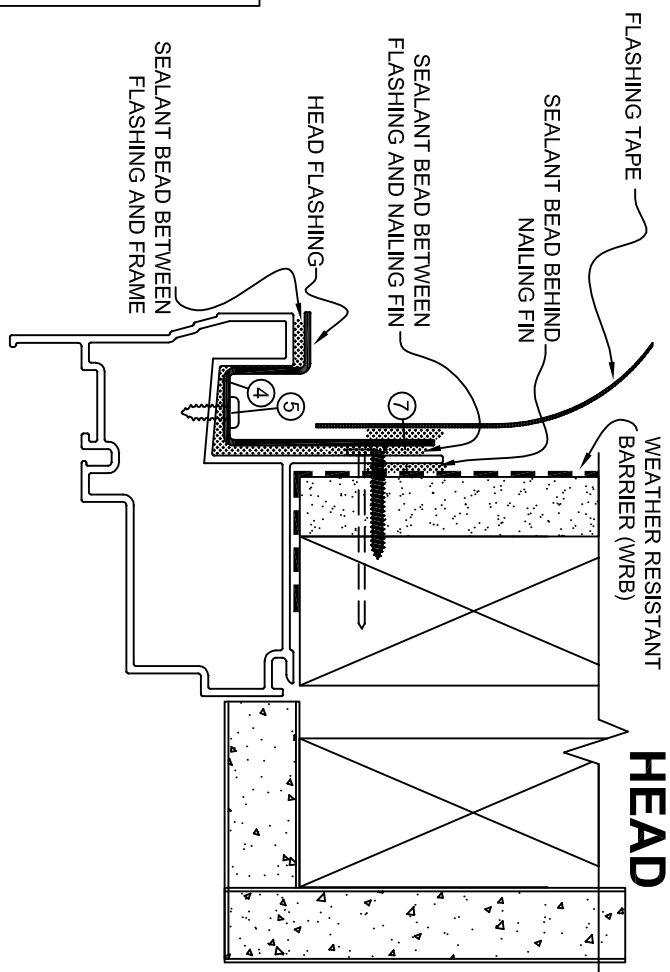 HEAD
FLASHING TAPE
WEATHER RESISTANT
BARRIER (WRB)
SEALANT BEAD BEHIND
NAILING FIN
SEALANT BEAD BETWEEN
FLASHING AND NAILING FIN
HEAD FLASHING
SEALANT BEAD BETWEEN
FLASHING AND FRAME
7
5
4